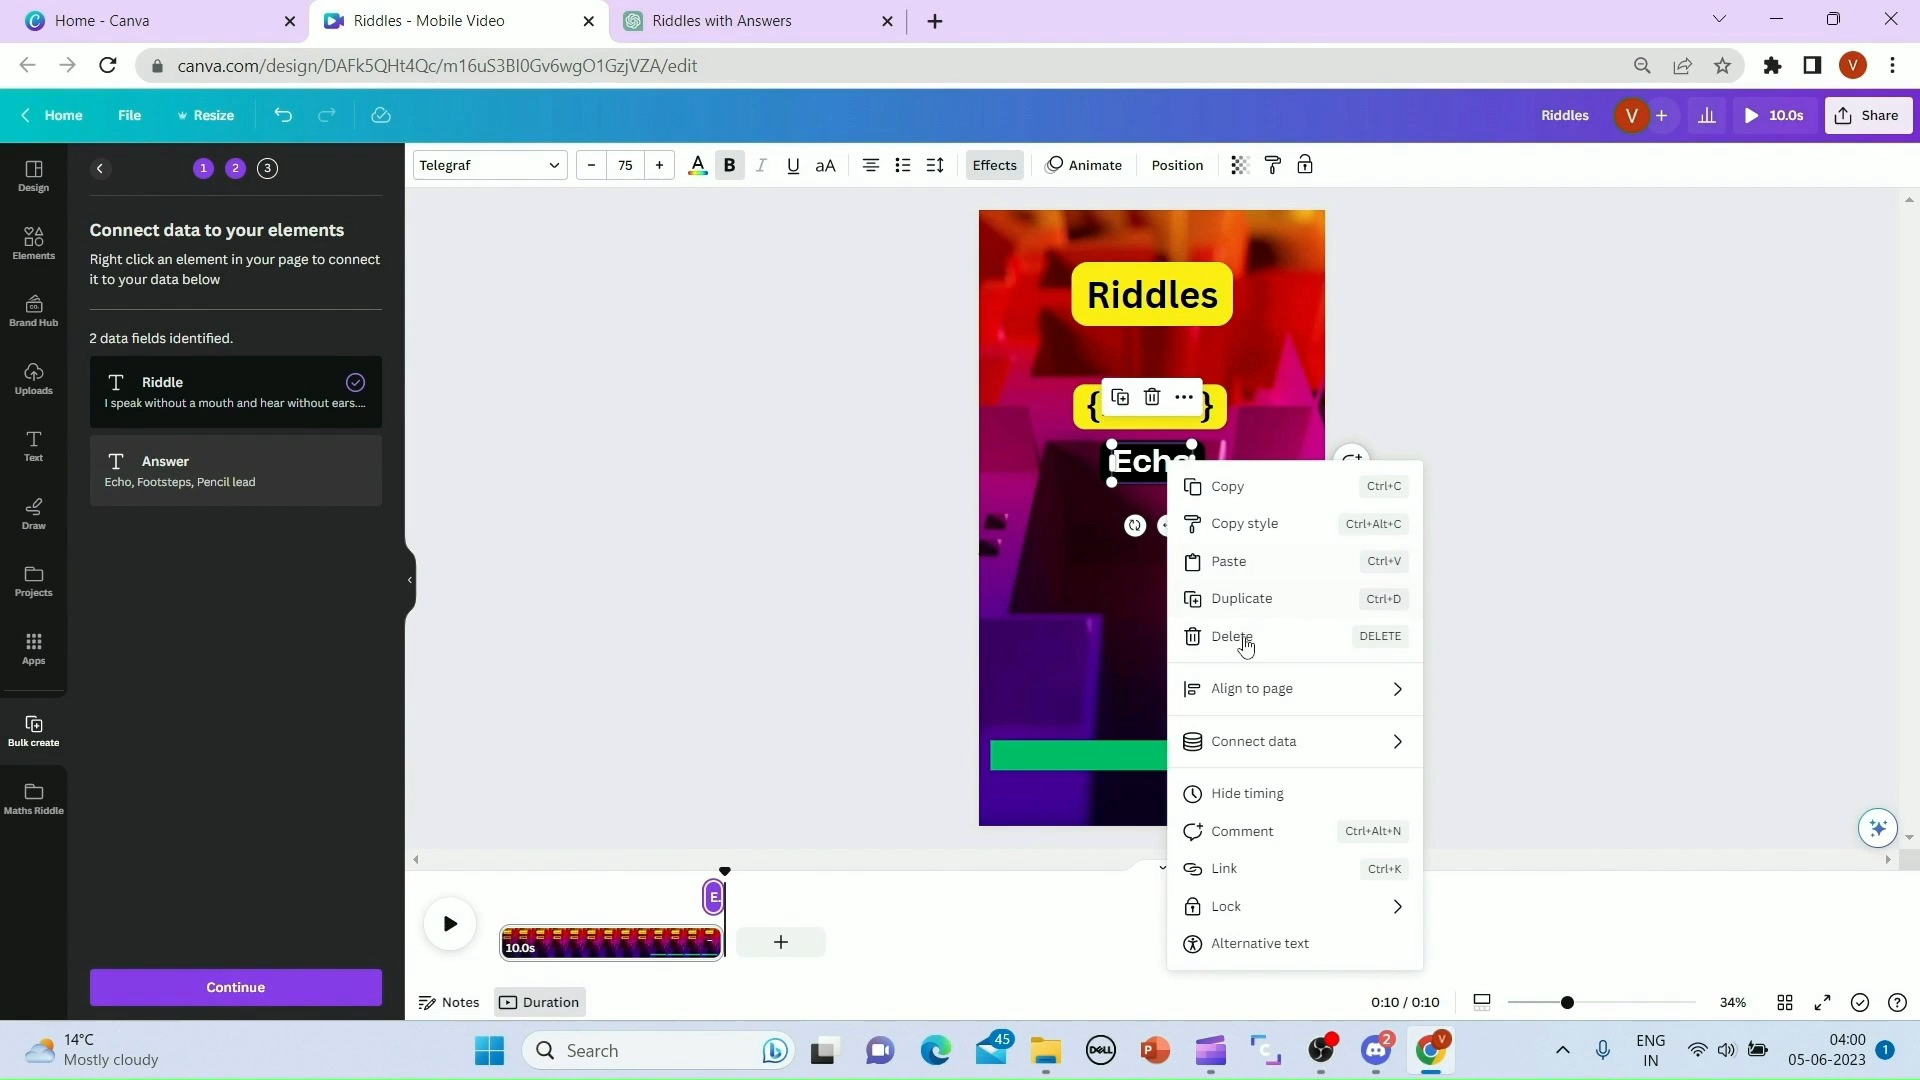 Home - Canva
Riddles - Mobile Video
Riddles with Answers
canva.com/design/DAFk5QHt4Qc/m16uS3BI0Gv6wgO1GzjVZA/edit
V
Home
File
Resize
Riddles
V
10.0s
Share
Telegraf
75
A
B
I
U
aA
Effects
Animate
Position
Design
Elements
Brand Hub
Uploads
Text
Draw
Projects
Apps
Bulk create
Maths Riddle
1
2
3
Connect data to your elements
Right click an element in your page to connect
it to your data below
2 data fields identified.
Riddle
I speak without a mouth and hear without ears....
Answer
Echo, Footsteps, Pencil lead
Continue
Riddles
{ }
Echo
Copy
Ctrl+C
Copy style
Ctrl+Alt+C
Paste
Ctrl+V
Duplicate
Ctrl+D
Delete
DELETE
Align to page
Connect data
Hide timing
Comment
Ctrl+Alt+N
Link
Ctrl+K
Lock
Alternative text
E
10.0s
Notes
Duration
0:10 / 0:10
34%
14°C
Mostly cloudy
Search
45
DELL
P
2
V
ENG
IN
04:00
05-06-2023
1